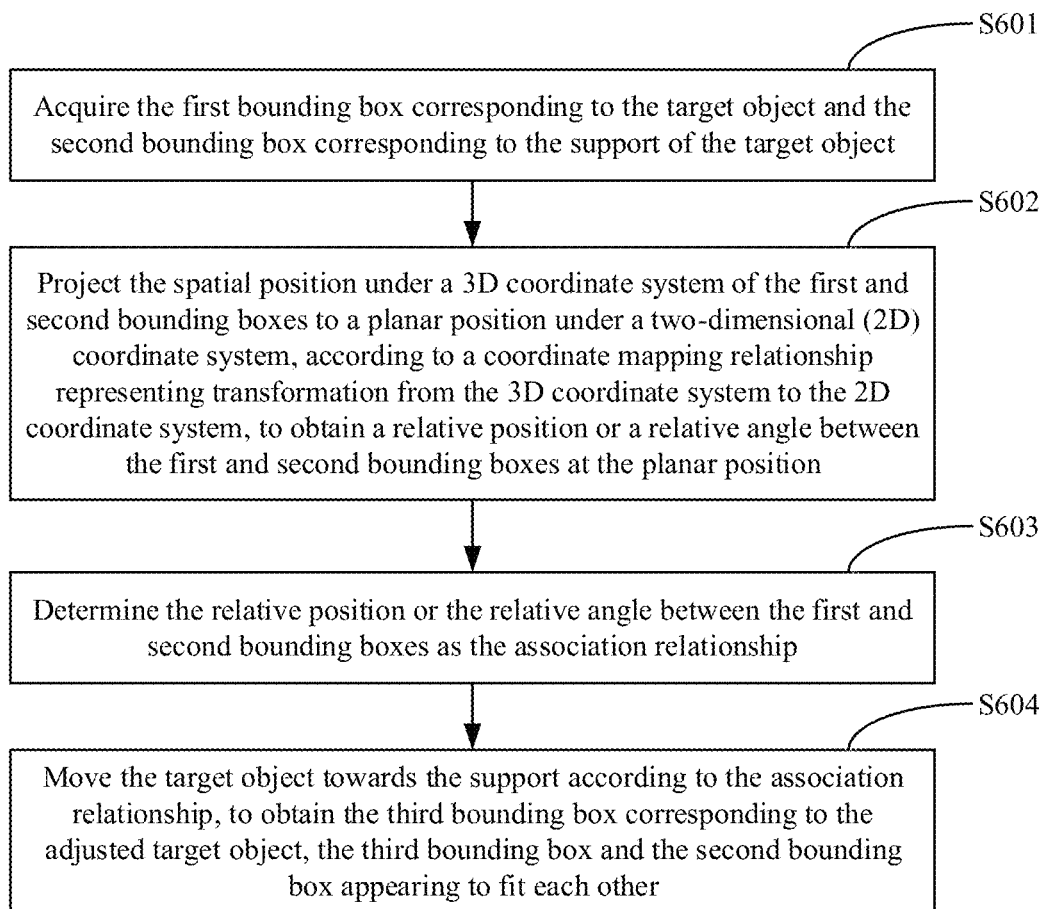 S601
Acquire the first bounding box corresponding to the target object and the
second bounding box corresponding to the support of the target object
S602
Project the spatial position under a 3D coordinate system of the first and
second bounding boxes to a planar position under a two-dimensional (2D)
coordinate system, according to a coordinate mapping relationship
representing transformation from the 3D coordinate system to the 2D
coordinate system, to obtain a relative position or a relative angle between
the first and second bounding boxes at the planar position
S603
Determine the relative position or the relative angle between the first and
second bounding boxes as the association relationship
S604
Move the target object towards the support according to the association
relationship, to obtain the third bounding box corresponding to the
adjusted target object, the third bounding box and the second bounding
box appearing to fit each other